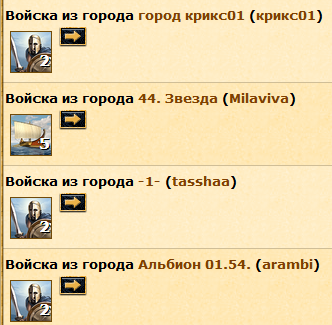 Войска из города город крикс01 (крикс01)
2
Войска из города 44. Звезда (Milaviva)
5
Войска из города -1- (tasshaa)
2
Войска из города Альбион 01.54. (arambi)
2